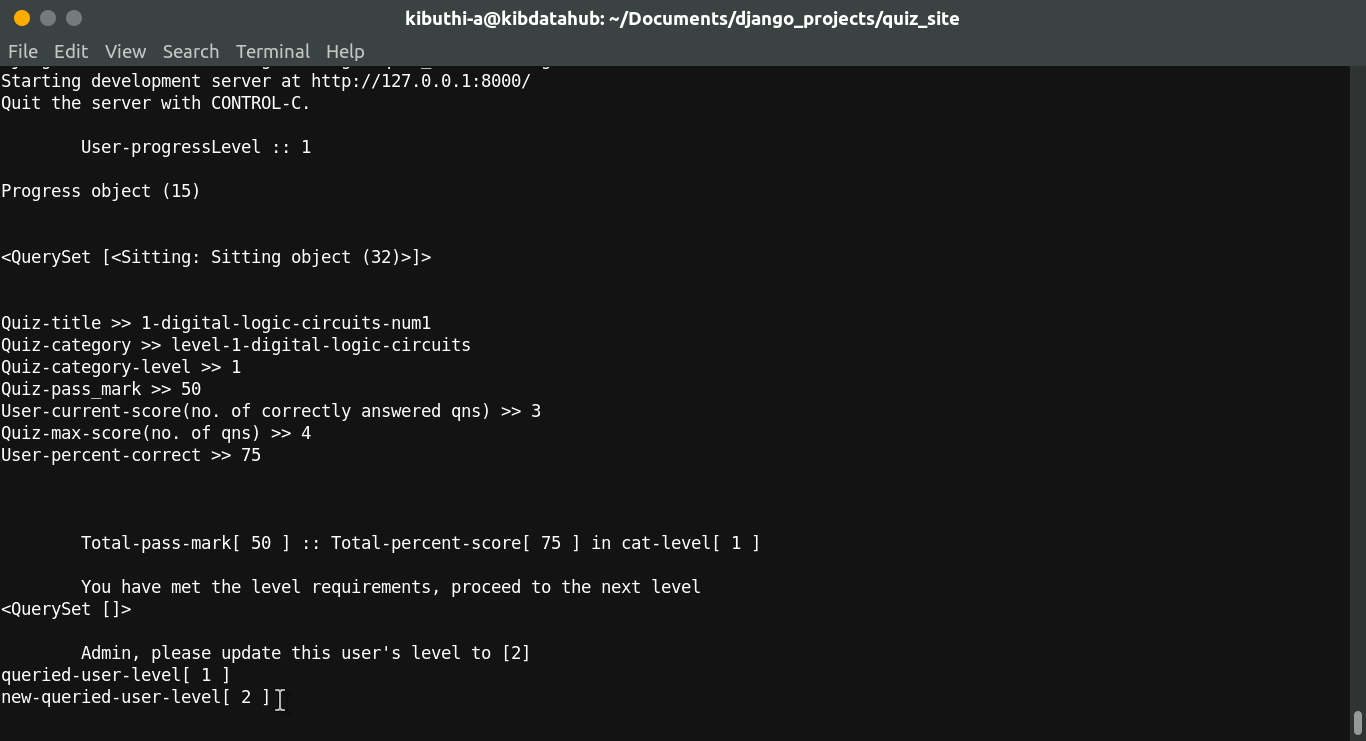 kibuthi-a@kibdatahub: ~/Documents/django_projects/quiz_site
File Edit View Search Terminal Help
Starting development server at http://127.0.0.1:8000/
Quit the server with CONTROL-C.
User-progressLevel :: 1
Progress object (15)
<QuerySet [<Sitting: Sitting object (32)>]>
Quiz-title >> 1-digital-logic-circuits-num1
Quiz-category >> level-1-digital-logic-circuits
Quiz-category-level >> 1
Quiz-pass_mark >> 50
User-current-score(no. of correctly answered qns) >> 3
Quiz-max-score(no. of qns) >> 4
User-percent-correct >> 75
Total-pass-mark[ 50 ] :: Total-percent-score[ 75 ] in cat-level[ 1 ]
You have met the level requirements, proceed to the next level
<QuerySet []>
Admin, please update this user's level to [2]
queried-user-level[ 1 ]
new-queried-user-level[ 2 ]